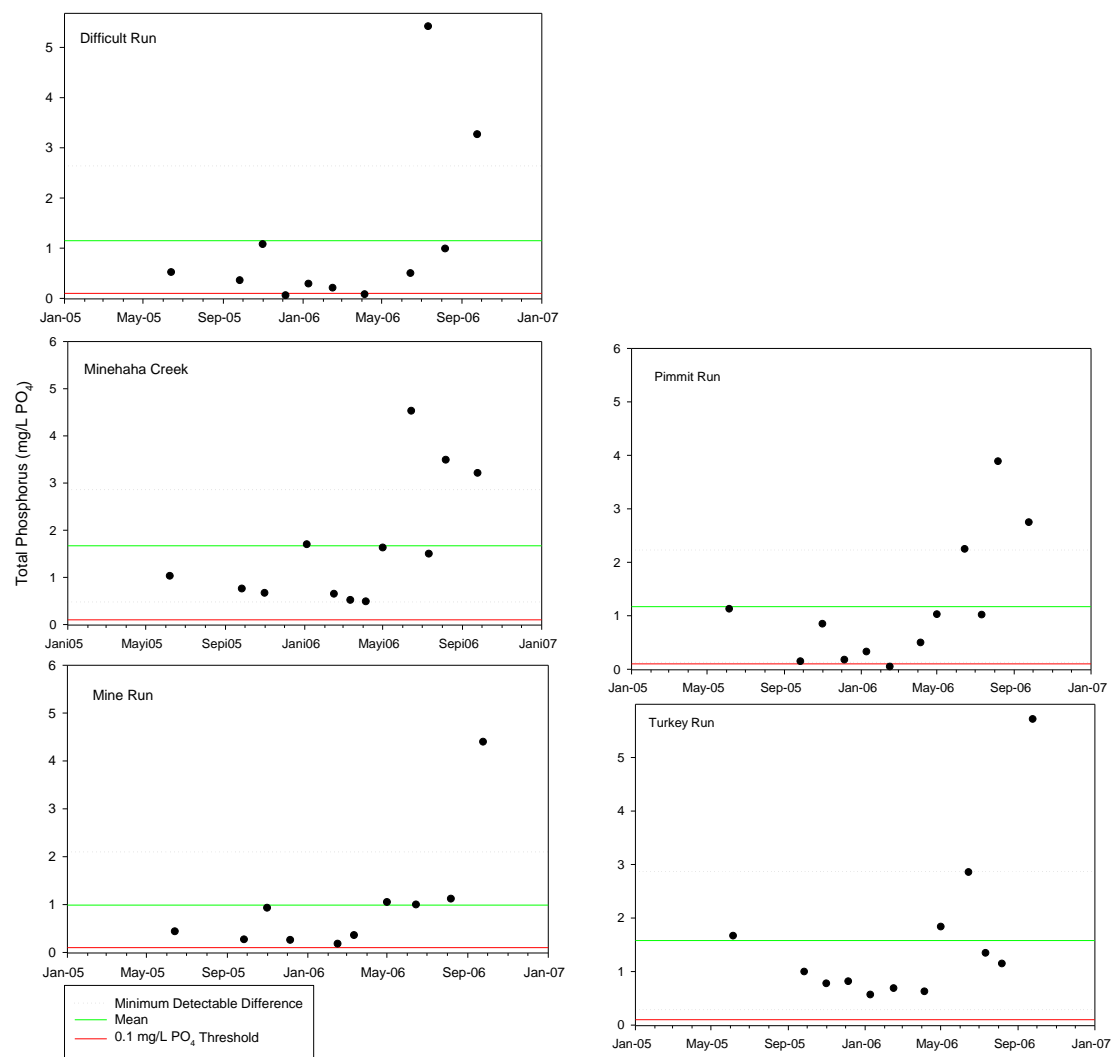 Difficult Run
5
4
3
2
1
0
Jan-05 May-05 Sep-05 Jan-06 May-06 Sep-06 Jan-07
Total Phosphorus (mg/L PO4)
Minehaha Creek
6
5
4
3
2
1
0
Jani05 Mayi05 Sepi05 Jani06 May06 Sepi06 Jan07
Mine Run
6
5
4
3
2
1
0
Jan-05 May-05 Sep-05 Jan-06 May-06 Sep-06 Jan-07
Minimum Detectable Difference
Mean
0.1 mg/L PO4 Threshold
Pimmit Run
6
5
4
3
2
1
0
Jan-05 May-05 Sep-05 Jan-06 May-06 Sep-06 Jan-07
Turkey Run
5
4
3
2
1
0
Jan-05 May-05 Sep-05 Jan-06 May-06 Sep-06 Jan-07